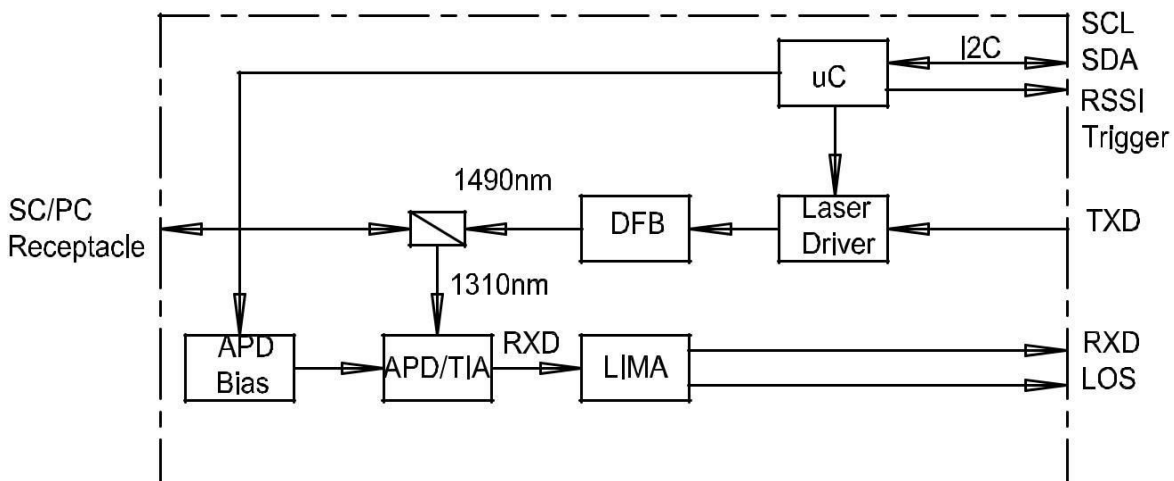 SCL
I2C
SDA
uC
RSSI
Trigger
1490nm
SC/PC
Receptacle
DFB
Laser
Driver
TXD
1310nm
APD
Bias
APD/TIA
RXD
LIMA
RXD
LOS